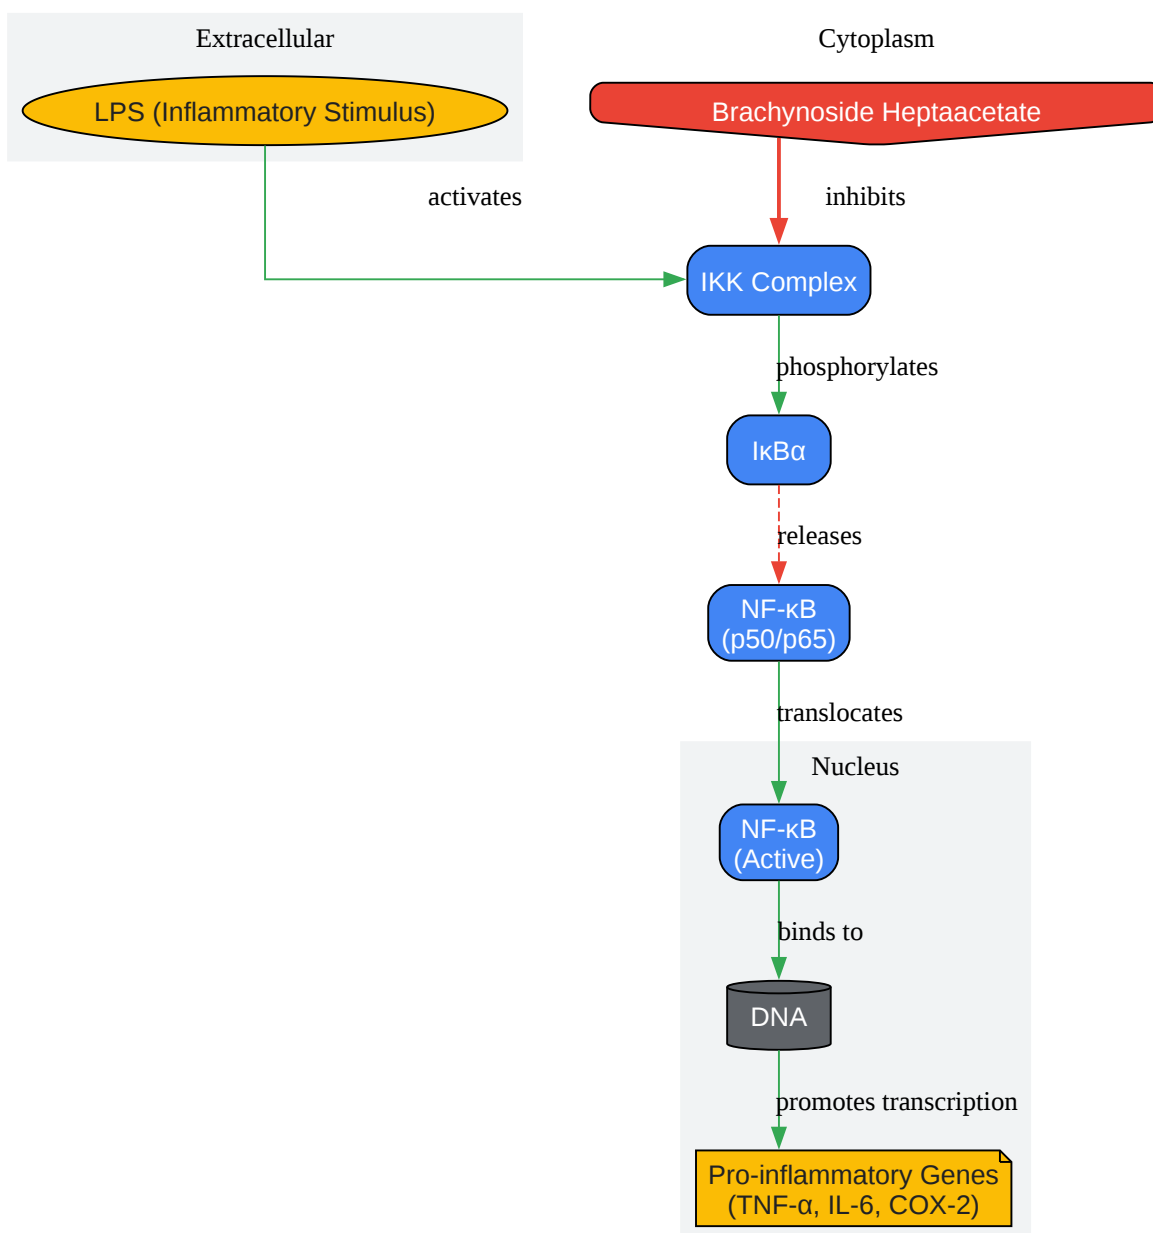 Extracellular
Cytoplasm
LPS (Inflammatory Stimulus)
Brachynoside Heptaacetate
activates
inhibits
IKK Complex
phosphorylates
IκBα
releases
NF-κB
(p50/p65)
translocates
Nucleus
NF-κB
(Active)
binds to
DNA
promotes transcription
Pro-inflammatory Genes
(TNF-α, IL-6, COX-2)